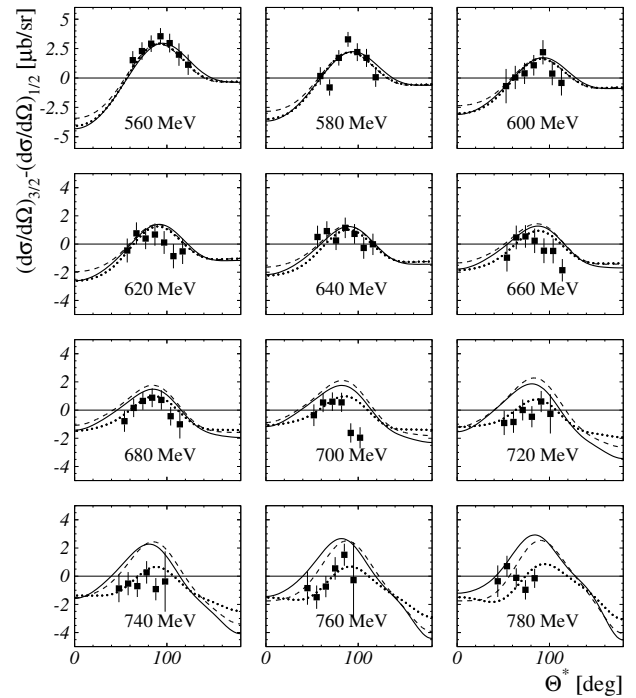 ((dσ/dΩ)3/2-(dσ/dΩ)1/2 [μb/sr]
5
2.5
0
-2.5
-5
560 MeV
580 MeV
600 MeV
4
2
0
-2
-4
620 MeV
640 MeV
660 MeV
4
2
0
-2
-4
680 MeV
700 MeV
720 MeV
4
2
0
-2
-4
740 MeV
760 MeV
780 MeV
0 100 0 100 0 100
Θ* [deg]